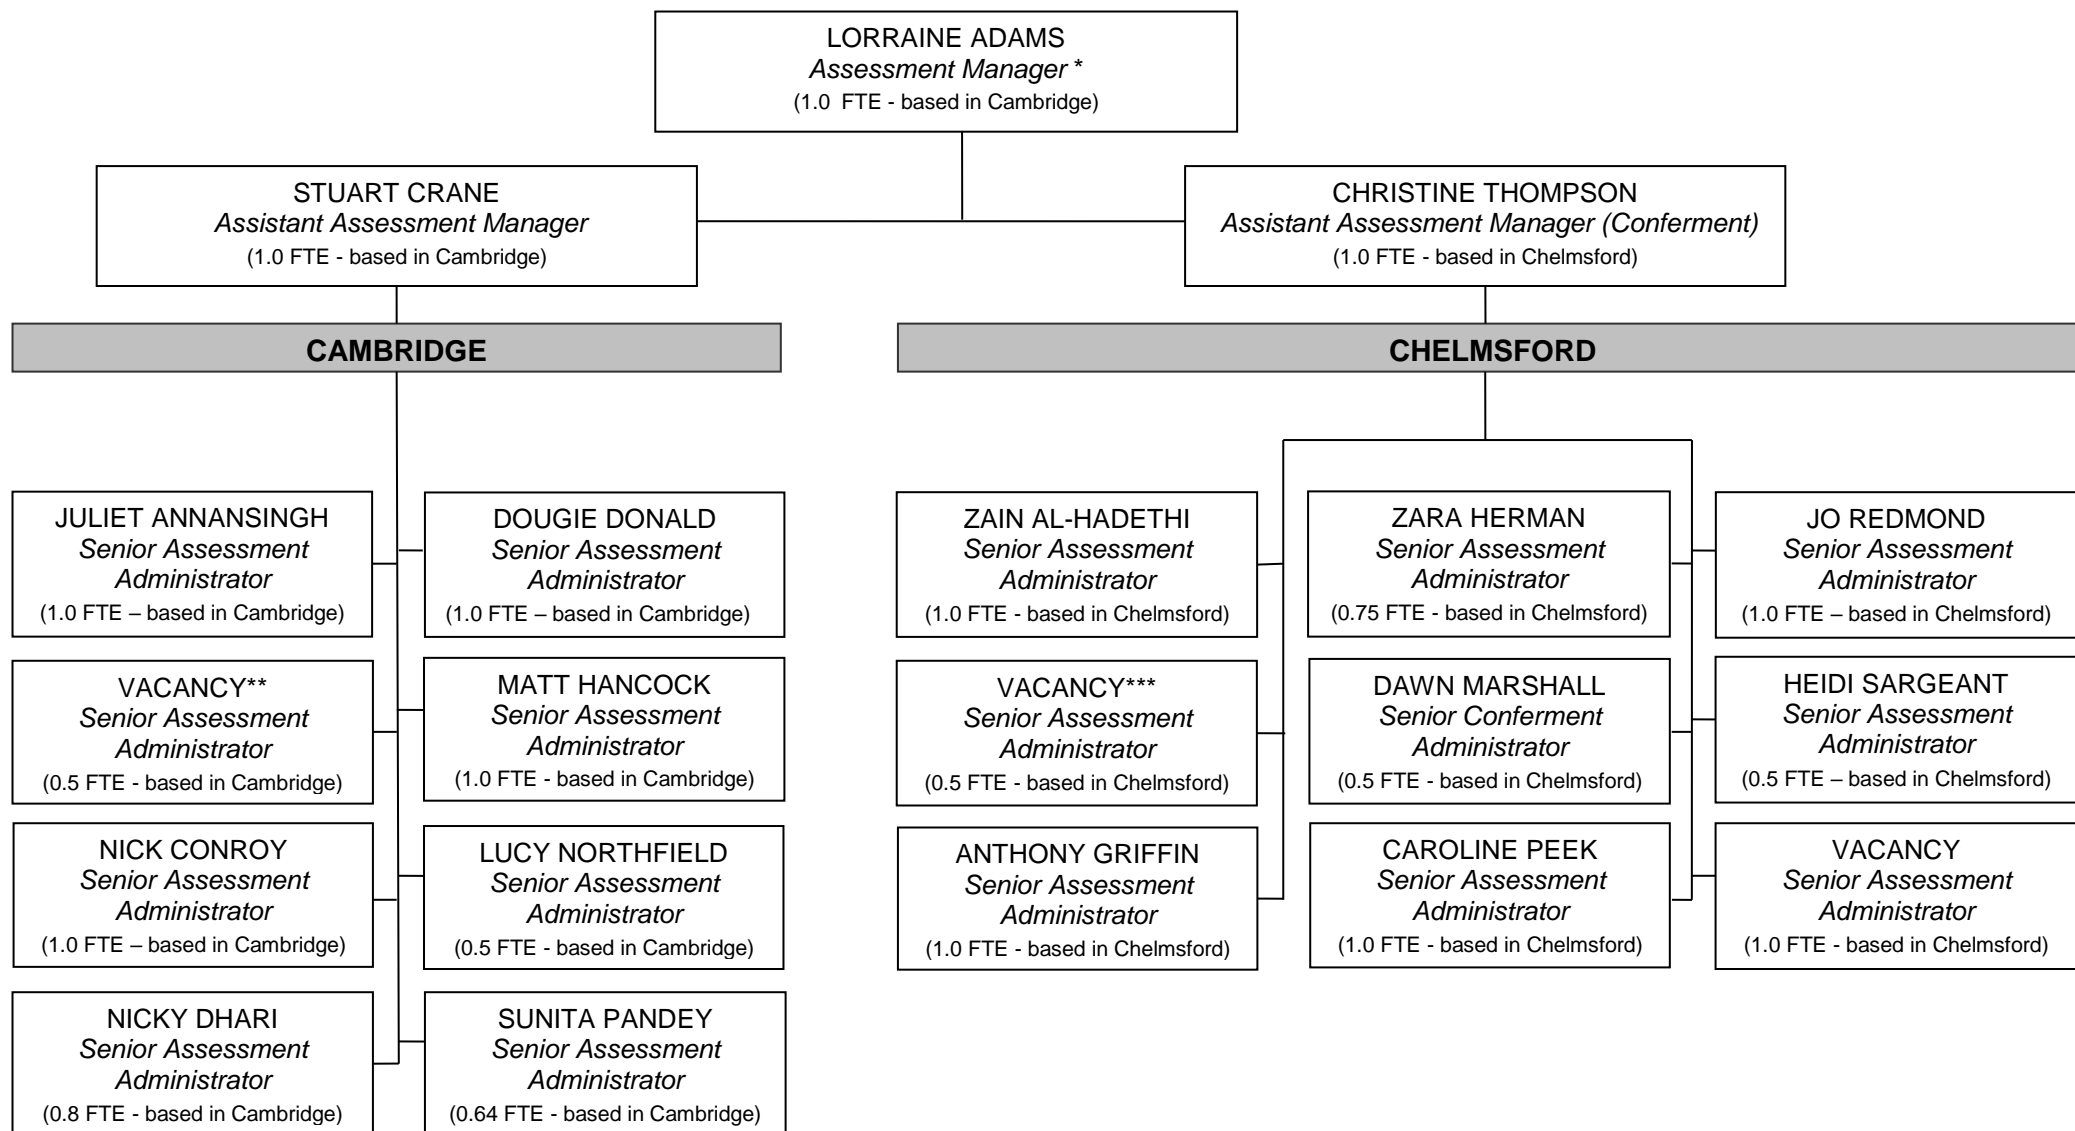 LORRAINE ADAMS
Assessment Manager *
(1.0 FTE - based in Cambridge)
STUART CRANE
Assistant Assessment Manager
(1.0 FTE - based in Cambridge)
CHRISTINE THOMPSON
Assistant Assessment Manager (Conferment)
(1.0 FTE - based in Chelmsford)
CAMBRIDGE
CHELMSFORD
JULIET ANNANSINGH
Senior Assessment
Administrator
(1.0 FTE – based in Cambridge)
DOUGIE DONALD
Senior Assessment
Administrator
(1.0 FTE – based in Cambridge)
ZAIN AL-HADETHI
Senior Assessment
Administrator
(1.0 FTE - based in Chelmsford)
ZARA HERMAN
Senior Assessment
Administrator
(0.75 FTE - based in Chelmsford)
JO REDMOND
Senior Assessment
Administrator
(1.0 FTE – based in Chelmsford)
VACANCY**
Senior Assessment
Administrator
(0.5 FTE - based in Cambridge)
MATT HANCOCK
Senior Assessment
Administrator
(1.0 FTE - based in Cambridge)
VACANCY***
Senior Assessment
Administrator
(0.5 FTE - based in Chelmsford)
DAWN MARSHALL
Senior Conferment
Administrator
(0.5 FTE - based in Chelmsford)
HEIDI SARGEANT
Senior Assessment
Administrator
(0.5 FTE – based in Chelmsford)
NICK CONROY
Senior Assessment
Administrator
(1.0 FTE – based in Cambridge)
LUCY NORTHFIELD
Senior Assessment
Administrator
(0.5 FTE - based in Cambridge)
ANTHONY GRIFFIN
Senior Assessment
Administrator
(1.0 FTE - based in Chelmsford)
CAROLINE PEEK
Senior Assessment
Administrator
(1.0 FTE - based in Chelmsford)
VACANCY
Senior Assessment
Administrator
(1.0 FTE - based in Chelmsford)
NICKY DHARI
Senior Assessment
Administrator
(0.8 FTE - based in Cambridge)
SUNITA PANDEY
Senior Assessment
Administrator
(0.64 FTE - based in Cambridge)